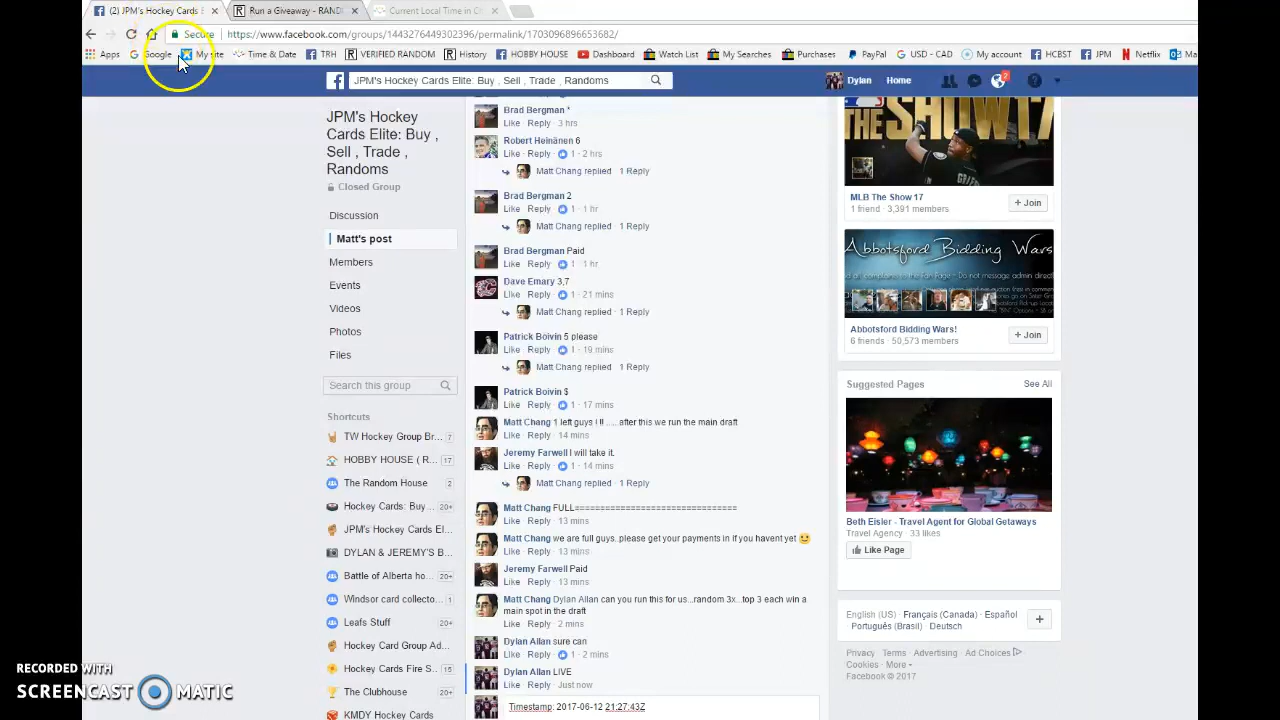 (2) JPM's Hockey Cards E
Run a Giveaway - RAND
Current Local Time in C
Secure
https://www.facebook.com/groups/1443276449302396/permalink/1703096896653682/
Apps Google My site Time & Date TRH VERIFIED RANDOM History HOBBY HOUSE Dashboard Watch List My Searches Purchases PayPal USD - CAD My account HCBST JPM Netflix Ma
JPM's Hockey Cards Elite: Buy , Sell , Trade , Randoms
Dylan Home 2
JPM's Hockey
Cards Elite: Buy ,
Sell , Trade ,
Randoms
Closed Group
Discussion
Matt's post
Members
Events
Videos
Photos
Files
Search this group
Shortcuts
TW Hockey Group Br... 7
HOBBY HOUSE ( R... 17
The Random House 2
Hockey Cards: Buy... 20+
JPM's Hockey Cards El...
DYLAN & JEREMY'S B...
Battle of Alberta ho... 20+
Windsor card collecto... 1
Leafs Stuff 20+
Hockey Card Group Ad...
Hockey Cards Fire S... 15
The Clubhouse 20+
KMDY Hockey Cards
Brad Bergman *
Like Reply 3 hrs
Robert Heinänen 6
Like · Reply · 1 · 2 hrs
Matt Chang replied · 1 Reply
Brad Bergman 2
Like · Reply · 1 · 1 hr
Matt Chang replied · 1 Reply
Brad Bergman Paid
Like · Reply · 1 · 1 hr
Dave Emary 3,7
Like · Reply · 1 · 21 mins
Matt Chang replied · 1 Reply
Patrick Boivin 5 please
Like · Reply · 1 · 19 mins
Matt Chang replied · 1 Reply
Patrick Boivin $
Like · Reply · 1 · 17 mins
Matt Chang 1 left guys ! !! ..... after this we run the main draft
Like · Reply · 14 mins
Jeremy Farwell I will take it.
Like · Reply · 1 · 14 mins
Matt Chang replied · 1 Reply
Matt Chang FULL==============================
Like · Reply · 13 mins
Matt Chang we are full guys..please get your payments in if you havent yet
Like · Reply · 13 mins
Jeremy Farwell Paid
Like · Reply · 13 mins
Matt Chang Dylan Allan can you run this for us...random 3x...top 3 each win a
main spot in the draft
Like · Reply · 2 mins
Dylan Allan sure can
Like · Reply · 1 · 2 mins
Dylan Allan LIVE
Like · Reply · Just now
Timestamp: 2017-06-12 21:27:43Z
THE SHOW17
MLB The Show 17
1 friend · 3,391 members
+ Join
Abbotsford Bidding Wars
Abbotsford Bidding Wars!
6 friends · 50,573 members
+ Join
Suggested Pages See All
Beth Eisler - Travel Agent for Global Getaways
Travel Agency · 33 likes
Like Page
English (US) · Français (Canada) · Español ·
Português (Brasil) · Deutsch
+
Privacy · Terms · Advertising · Ad Choices
Cookies · More
Facebook © 2017
RECORDED WITH
SCREENCAST MATIC